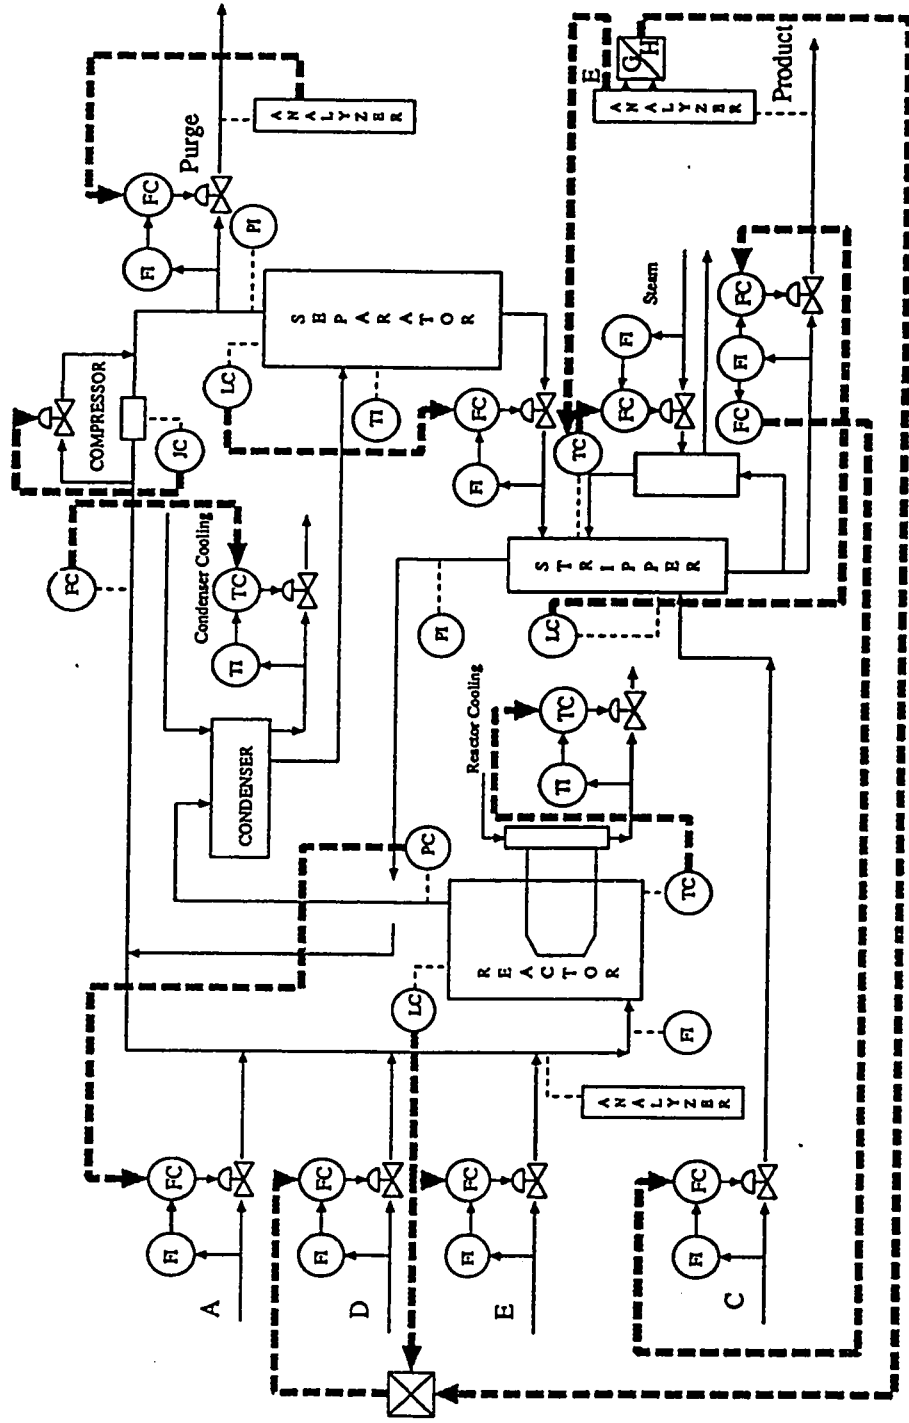 ANALYZER
Purge
FC
FI
PI
COMPRESSOR
JC
FC
SEPARATOR
LC
TI
Condenser Cooling
TC
TI
CONDENSER
E
G
H
ANALYZER
Product
FC
FI
TC
FC
FI
Steam
FC
FI
FC
STRIPPER
PI
LC
Reactor Cooling
TC
TI
PC
TC
REACTOR
LC
FI
ANALYZER
FC
FI
A
FC
FI
D
FC
FI
E
FC
FI
C